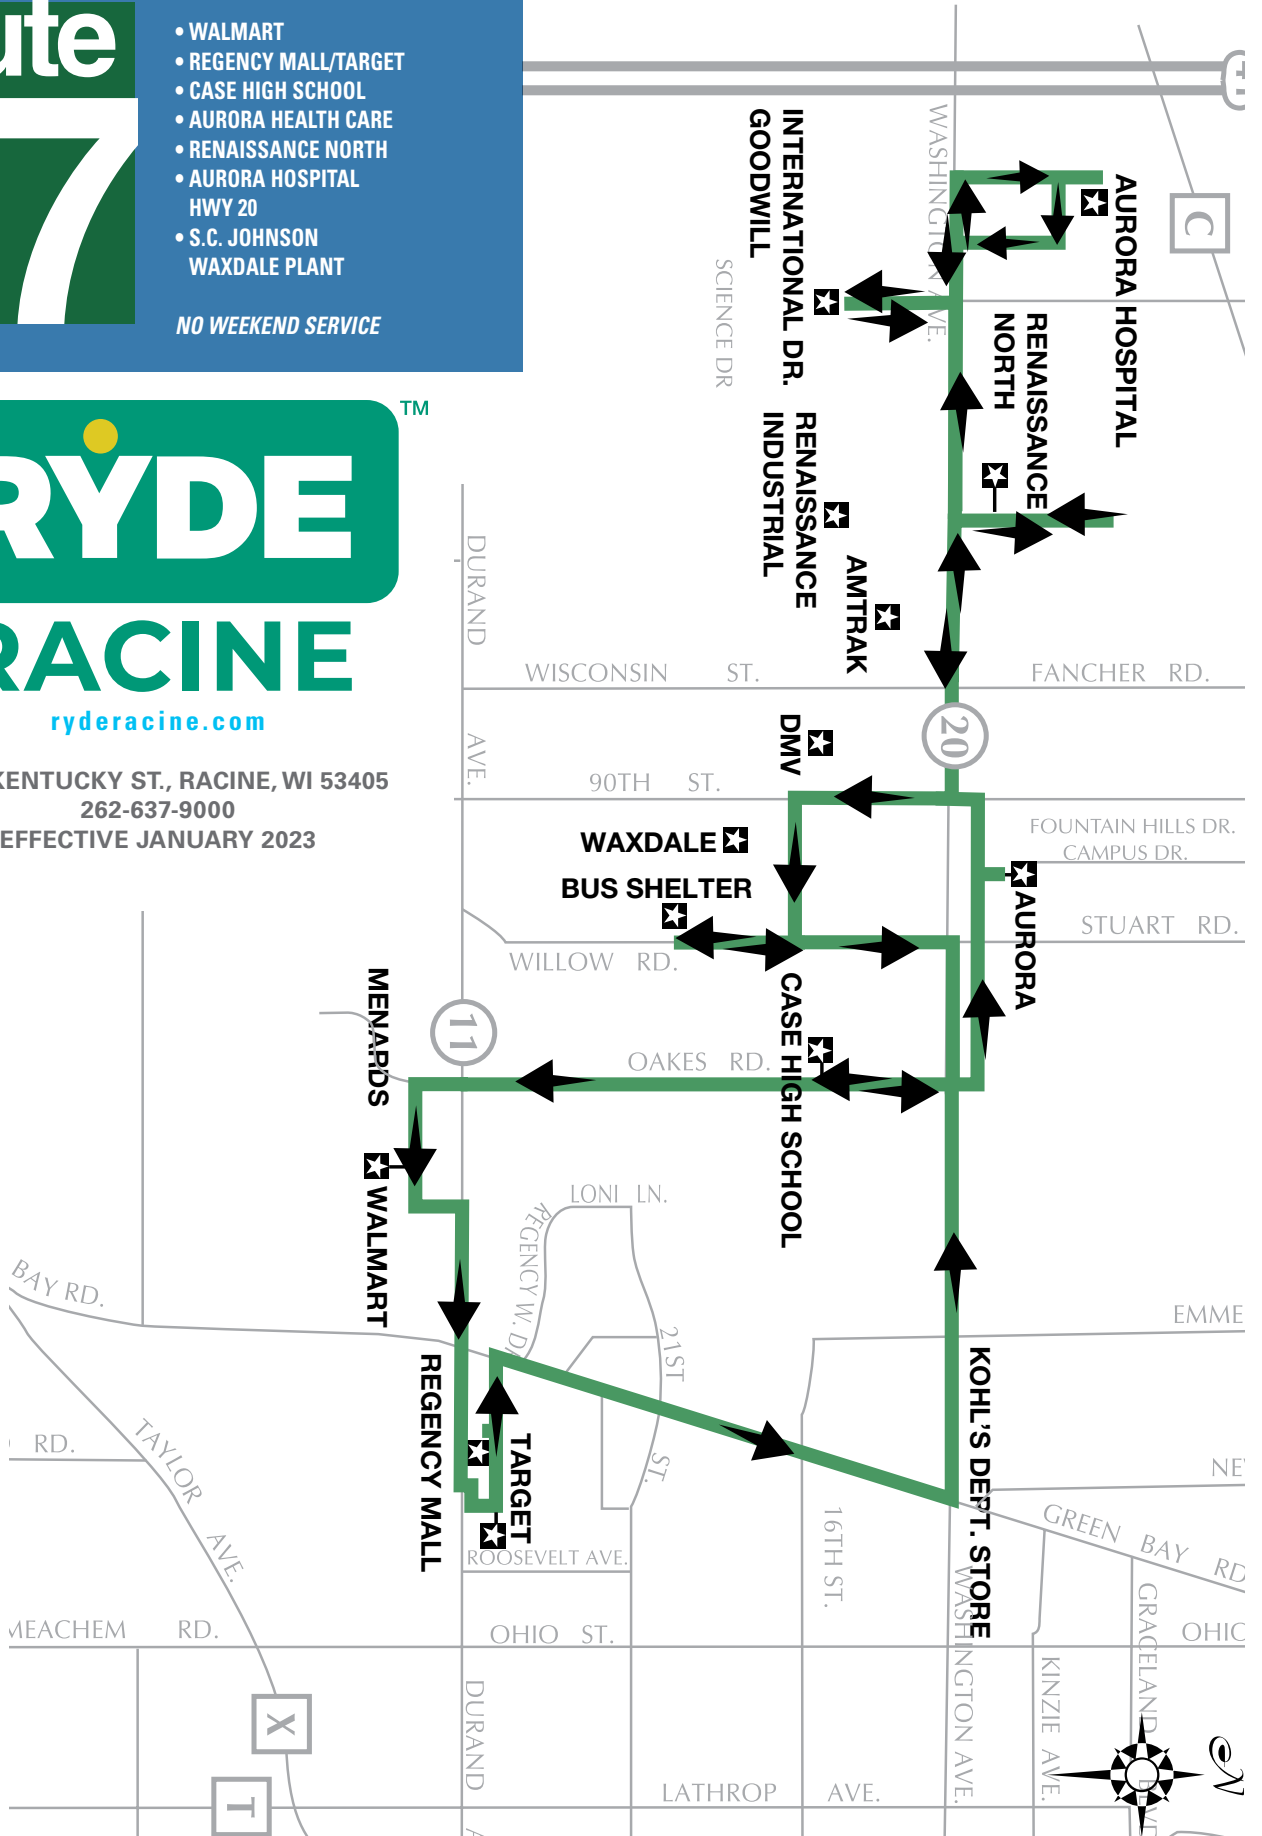 ute
7
• WALMART
• REGENCY MALL/TARGET
• CASE HIGH SCHOOL
• AURORA HEALTH CARE
• RENAISSANCE NORTH
• AURORA HOSPITAL
HWY 20
• S.C. JOHNSON
WAXDALE PLANT
NO WEEKEND SERVICE
RYDE
TM
RACINE
ryderacine.com
KENTUCKY ST., RACINE, WI 53405
262-637-9000
EFFECTIVE JANUARY 2023
C
WASHINGTON AVE.
INTERNATIONAL DR.
GOODWILL
SCIENCE DR
AURORA HOSPITAL
RENAISSANCE
NORTH
RENAISSANCE
INDUSTRIAL
AMTRAK
DURAND AVE.
WISCONSIN ST.
FANCHER RD.
20
DMV
90TH ST.
FOUNTAIN HILLS DR.
CAMPUS DR.
WAXDALE
BUS SHELTER
AURORA
STUART RD.
WILLOW RD.
MENARDS
11
CASE HIGH SCHOOL
OAKES RD.
WALMART
LONI LN.
REGENCY W. D
BAY RD.
21ST ST.
EMME
REGENCY MALL
TARGET
KOHL'S DEPT. STORE
RD.
TAYLOR AVE.
NE
GREEN BAY RD
16TH ST.
ROOSEVELT AVE.
WASHINGTON AVE.
GRACELAND BLVD
MEACHEM RD.
OHIO ST.
OHIO
KINZIE AVE.
DURAND A
X
T
LATHROP AVE.
N